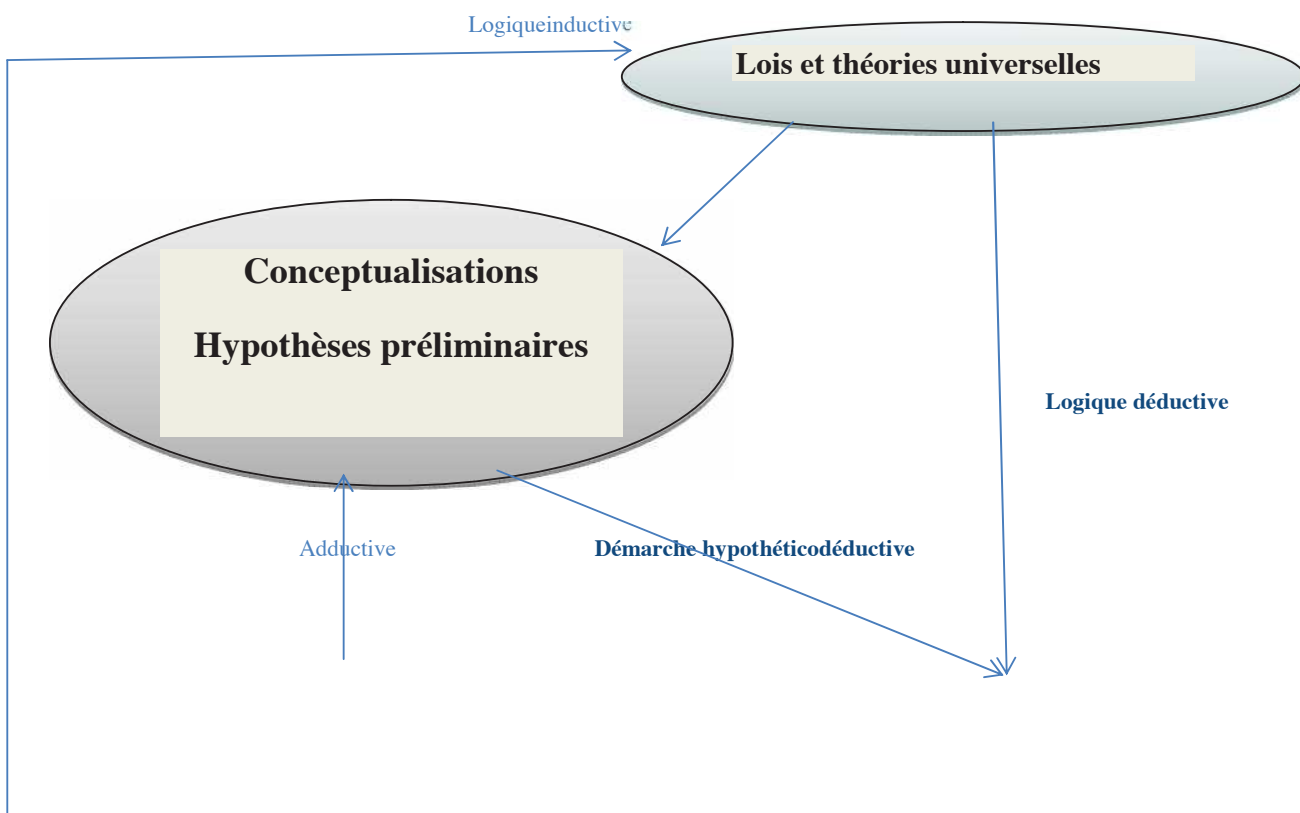 Logiqueinductive
Lois et théories universelles
Conceptualisations
Hypothèses préliminaires
Logique déductive
Adductive
Démarche hypothéticodéductive